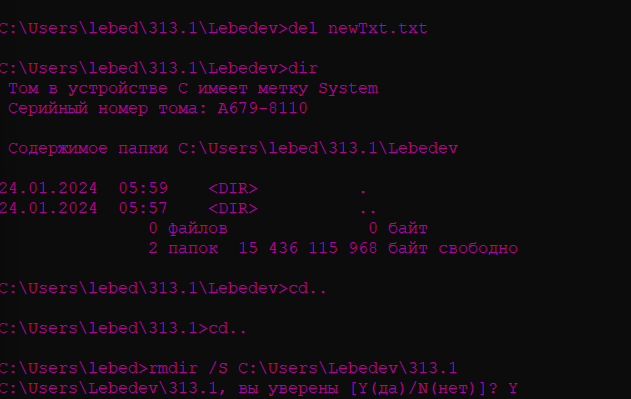 C:\Users\lebed\313.1\Lebedev>del newTxt.txt
C:\Users\lebed\313.1\Lebedev>dir
Том в устройстве C имеет метку System
Серийный номер тома: A679-8110
Содержимое папки C:\Users\lebed\313.1\Lebedev
24.01.2024  05:59    <DIR>          .
24.01.2024  05:57    <DIR>          ..
0 файлов              0 байт
2 папок  15 436 115 968 байт свободно
C:\Users\lebed\313.1\Lebedev>cd..
C:\Users\lebed\313.1>cd..
C:\Users\lebed>rmdir /S C:\Users\Lebedev\313.1
C:\Users\Lebedev\313.1, вы уверены [Y(да)/N(нет)]? Y